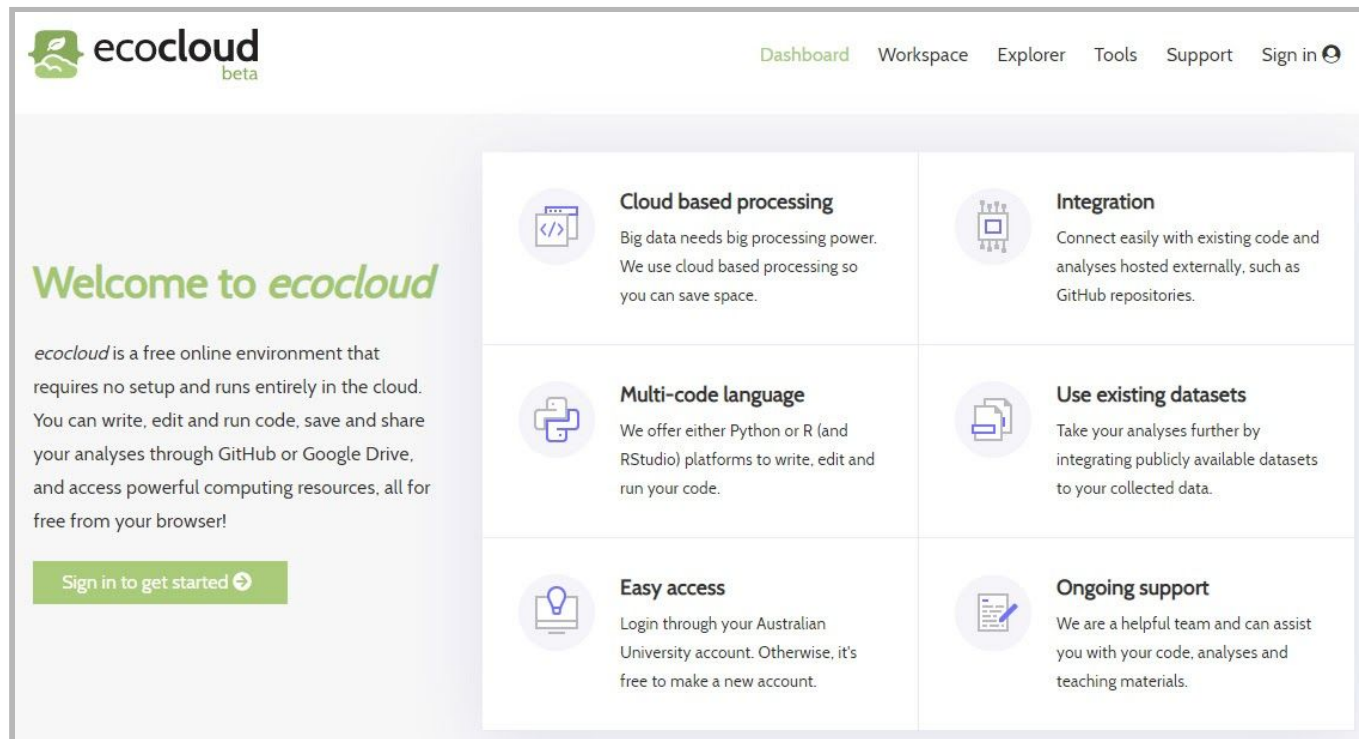 ecocloud
beta
Dashboard Workspace Explorer Tools Support Sign in
Welcome to ecocloud
ecocloud is a free online environment that
requires no setup and runs entirely in the cloud.
You can write, edit and run code, save and share
your analyses through GitHub or Google Drive,
and access powerful computing resources, all for
free from your browser!
Sign in to get started
Cloud based processing
Big data needs big processing power.
We use cloud based processing so
you can save space.
Integration
Connect easily with existing code and
analyses hosted externally, such as
GitHub repositories.
Multi-code language
We offer either Python or R (and
RStudio) platforms to write, edit and
run your code.
Use existing datasets
Take your analyses further by
integrating publicly available datasets
to your collected data.
Easy access
Login through your Australian
University account. Otherwise, it's
free to make a new account.
Ongoing support
We are a helpful team and can assist
you with your code, analyses and
teaching materials.